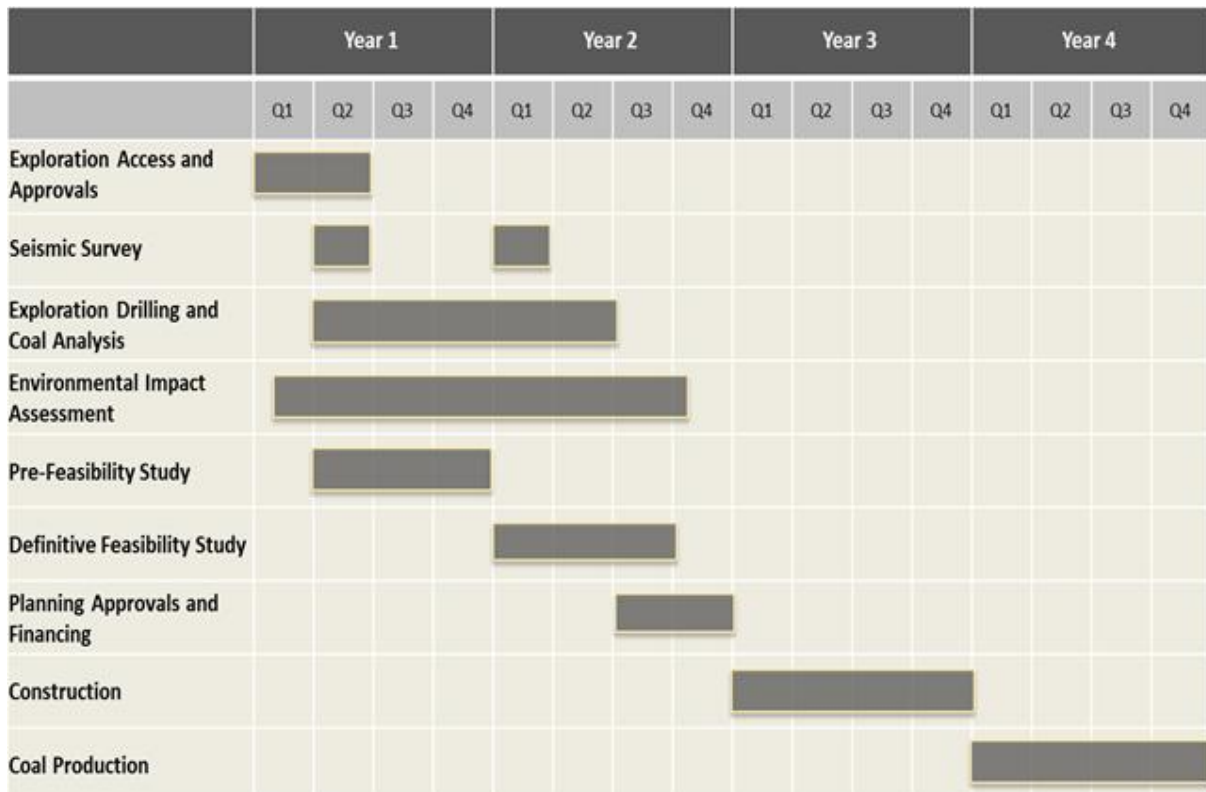 Year 1 Year 2 Year 3 Year 4
Q1 Q2 Q3 Q4 Q1 Q2 Q3 Q4 Q1 Q2 Q3 Q4 Q1 Q2 Q3 Q4
Exploration Access and
Approvals
Seismic Survey
Exploration Drilling and
Coal Analysis
Environmental Impact
Assessment
Pre-Feasibility Study
Definitive Feasibility Study
Planning Approvals and
Financing
Construction
Coal Production